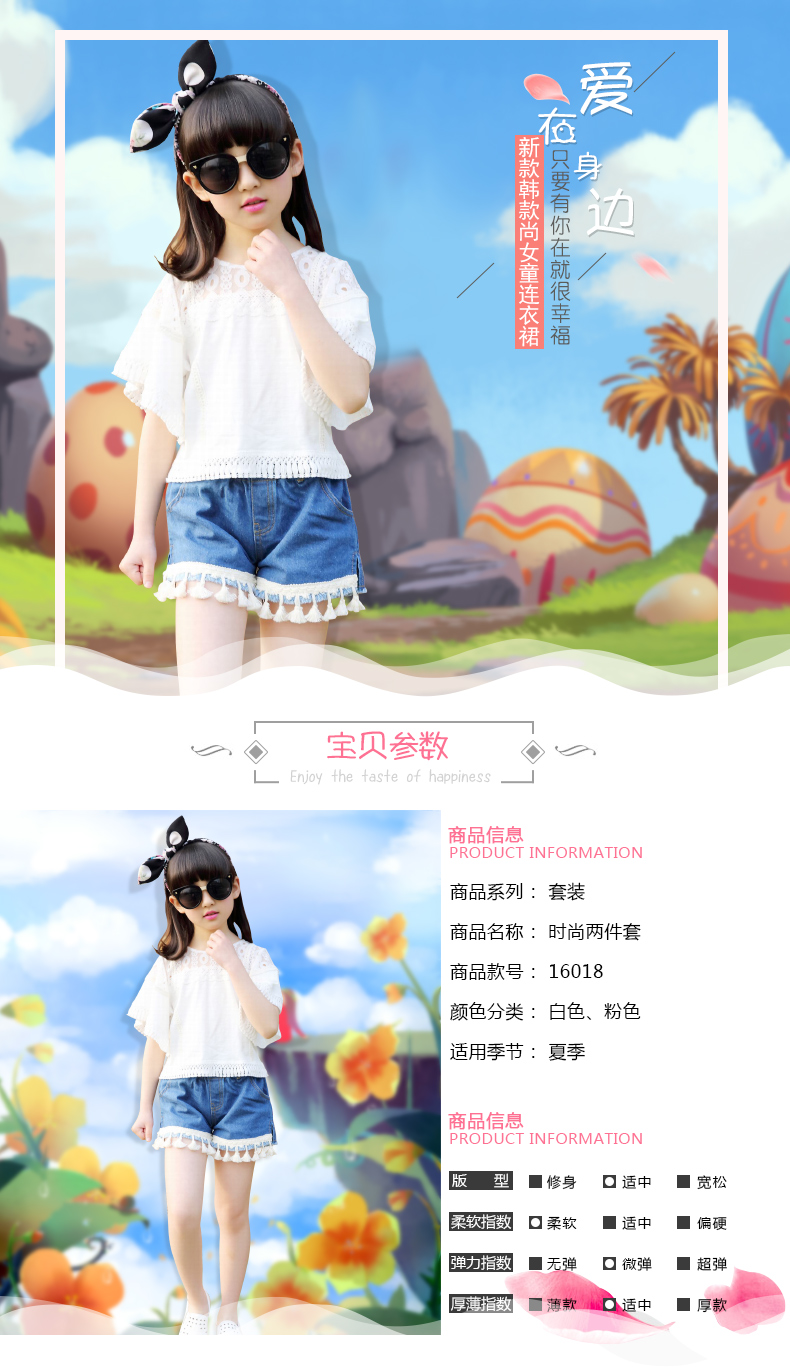 爱
在
身
边
只要有你在就很幸福
新款韩款尚女童连衣裙
宝贝参数
Enjoy the taste of happiness
商品信息
PRODUCT INFORMATION
商品系列： 套装
商品名称： 时尚两件套
商品款号： 16018
颜色分类： 白色、粉色
适用季节： 夏季
商品信息
PRODUCT INFORMATION
版 型 修身 适中 宽松
柔软指数 柔软 适中 偏硬
弹力指数 无弹 微弹 超弹
厚薄指数 薄款 适中 厚款